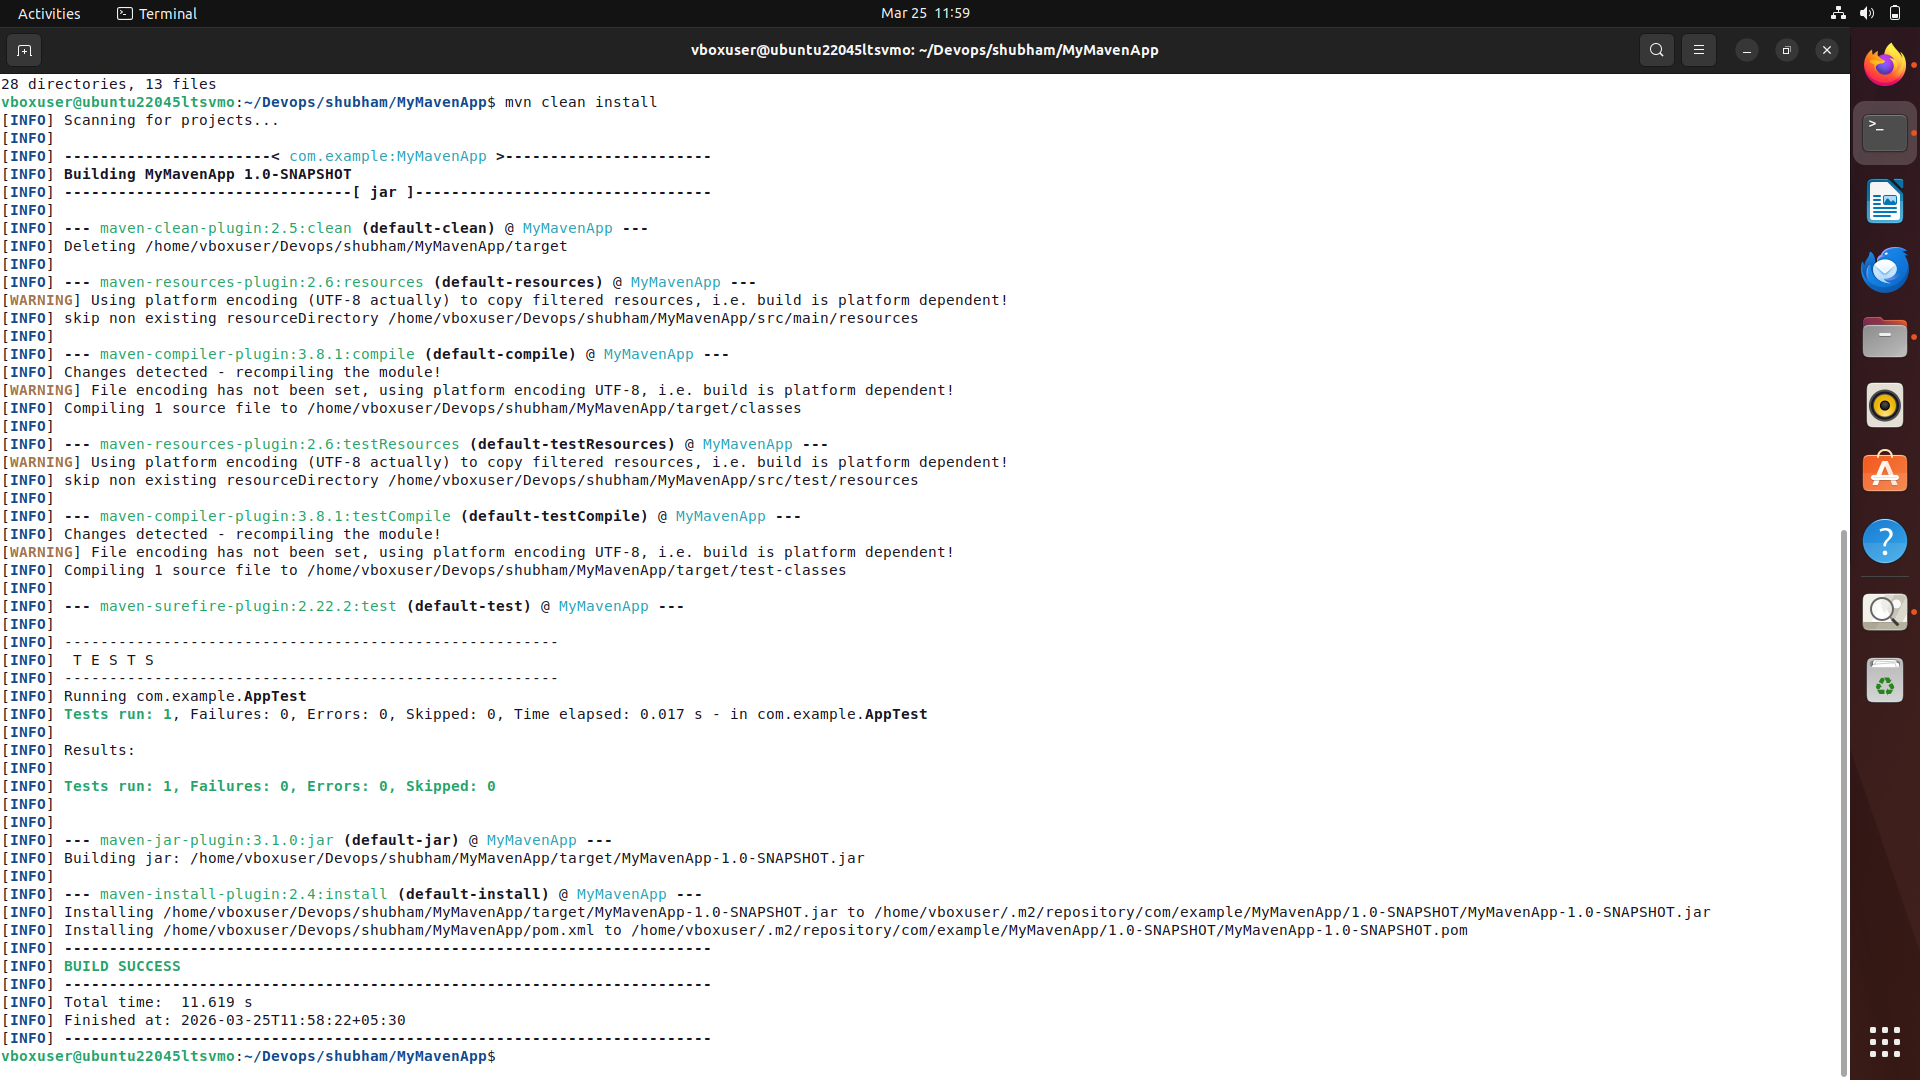 Activities
Terminal
Mar 25 11:59
vboxuser@ubuntu22045ltsvmo: ~/Devops/shubham/MyMavenApp
28 directories, 13 files
vboxuser@ubuntu22045ltsvmo:~/Devops/shubham/MyMavenApp$ mvn clean install
[INFO] Scanning for projects...
[INFO]
[INFO] -----------------------< com.example:MyMavenApp >-----------------------
[INFO] Building MyMavenApp 1.0-SNAPSHOT
[INFO] --------------------------------[ jar ]---------------------------------
[INFO]
[INFO] --- maven-clean-plugin:2.5:clean (default-clean) @ MyMavenApp ---
[INFO] Deleting /home/vboxuser/Devops/shubham/MyMavenApp/target
[INFO]
[INFO] --- maven-resources-plugin:2.6:resources (default-resources) @ MyMavenApp ---
[WARNING] Using platform encoding (UTF-8 actually) to copy filtered resources, i.e. build is platform dependent!
[INFO] skip non existing resourceDirectory /home/vboxuser/Devops/shubham/MyMavenApp/src/main/resources
[INFO]
[INFO] --- maven-compiler-plugin:3.8.1:compile (default-compile) @ MyMavenApp ---
[INFO] Changes detected - recompiling the module!
[WARNING] File encoding has not been set, using platform encoding UTF-8, i.e. build is platform dependent!
[INFO] Compiling 1 source file to /home/vboxuser/Devops/shubham/MyMavenApp/target/classes
[INFO]
[INFO] --- maven-resources-plugin:2.6:testResources (default-testResources) @ MyMavenApp ---
[WARNING] Using platform encoding (UTF-8 actually) to copy filtered resources, i.e. build is platform dependent!
[INFO] skip non existing resourceDirectory /home/vboxuser/Devops/shubham/MyMavenApp/src/test/resources
[INFO]
[INFO] --- maven-compiler-plugin:3.8.1:testCompile (default-testCompile) @ MyMavenApp ---
[INFO] Changes detected - recompiling the module!
[WARNING] File encoding has not been set, using platform encoding UTF-8, i.e. build is platform dependent!
[INFO] Compiling 1 source file to /home/vboxuser/Devops/shubham/MyMavenApp/target/test-classes
[INFO]
[INFO] --- maven-surefire-plugin:2.22.2:test (default-test) @ MyMavenApp ---
[INFO]
[INFO] -------------------------------------------------------
[INFO]  T E S T S
[INFO] -------------------------------------------------------
[INFO] Running com.example.AppTest
[INFO] Tests run: 1, Failures: 0, Errors: 0, Skipped: 0, Time elapsed: 0.017 s - in com.example.AppTest
[INFO]
[INFO] Results:
[INFO]
[INFO] Tests run: 1, Failures: 0, Errors: 0, Skipped: 0
[INFO]
[INFO]
[INFO] --- maven-jar-plugin:3.1.0:jar (default-jar) @ MyMavenApp ---
[INFO] Building jar: /home/vboxuser/Devops/shubham/MyMavenApp/target/MyMavenApp-1.0-SNAPSHOT.jar
[INFO]
[INFO] --- maven-install-plugin:2.4:install (default-install) @ MyMavenApp ---
[INFO] Installing /home/vboxuser/Devops/shubham/MyMavenApp/target/MyMavenApp-1.0-SNAPSHOT.jar to /home/vboxuser/.m2/repository/com/example/MyMavenApp/1.0-SNAPSHOT/MyMavenApp-1.0-SNAPSHOT.jar
[INFO] Installing /home/vboxuser/Devops/shubham/MyMavenApp/pom.xml to /home/vboxuser/.m2/repository/com/example/MyMavenApp/1.0-SNAPSHOT/MyMavenApp-1.0-SNAPSHOT.pom
[INFO] ------------------------------------------------------------------------
[INFO] BUILD SUCCESS
[INFO] ------------------------------------------------------------------------
[INFO] Total time:  11.619 s
[INFO] Finished at: 2026-03-25T11:58:22+05:30
[INFO] ------------------------------------------------------------------------
vboxuser@ubuntu22045ltsvmo:~/Devops/shubham/MyMavenApp$